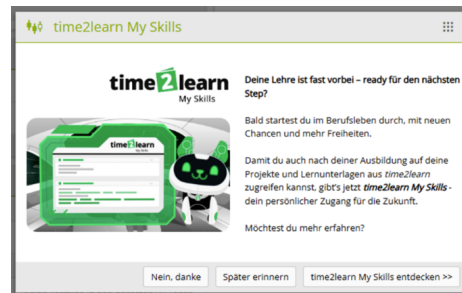 time2learn My Skills
time2learn
My Skills
Deine Lehre ist fast vorbei – ready für den nächsten
Step?
Bald startest du im Berufsleben durch, mit neuen
Chancen und mehr Freiheiten.
Damit du auch nach deiner Ausbildung auf deine
Projekte und Lernunterlagen aus time2learn
zugreifen kannst, gibt's jetzt time2learn My Skills -
dein persönlicher Zugang für die Zukunft.
Möchtest du mehr erfahren?
time2learn
My Skills
Nein, danke
Später erinnern
time2learn My Skills entdecken >>